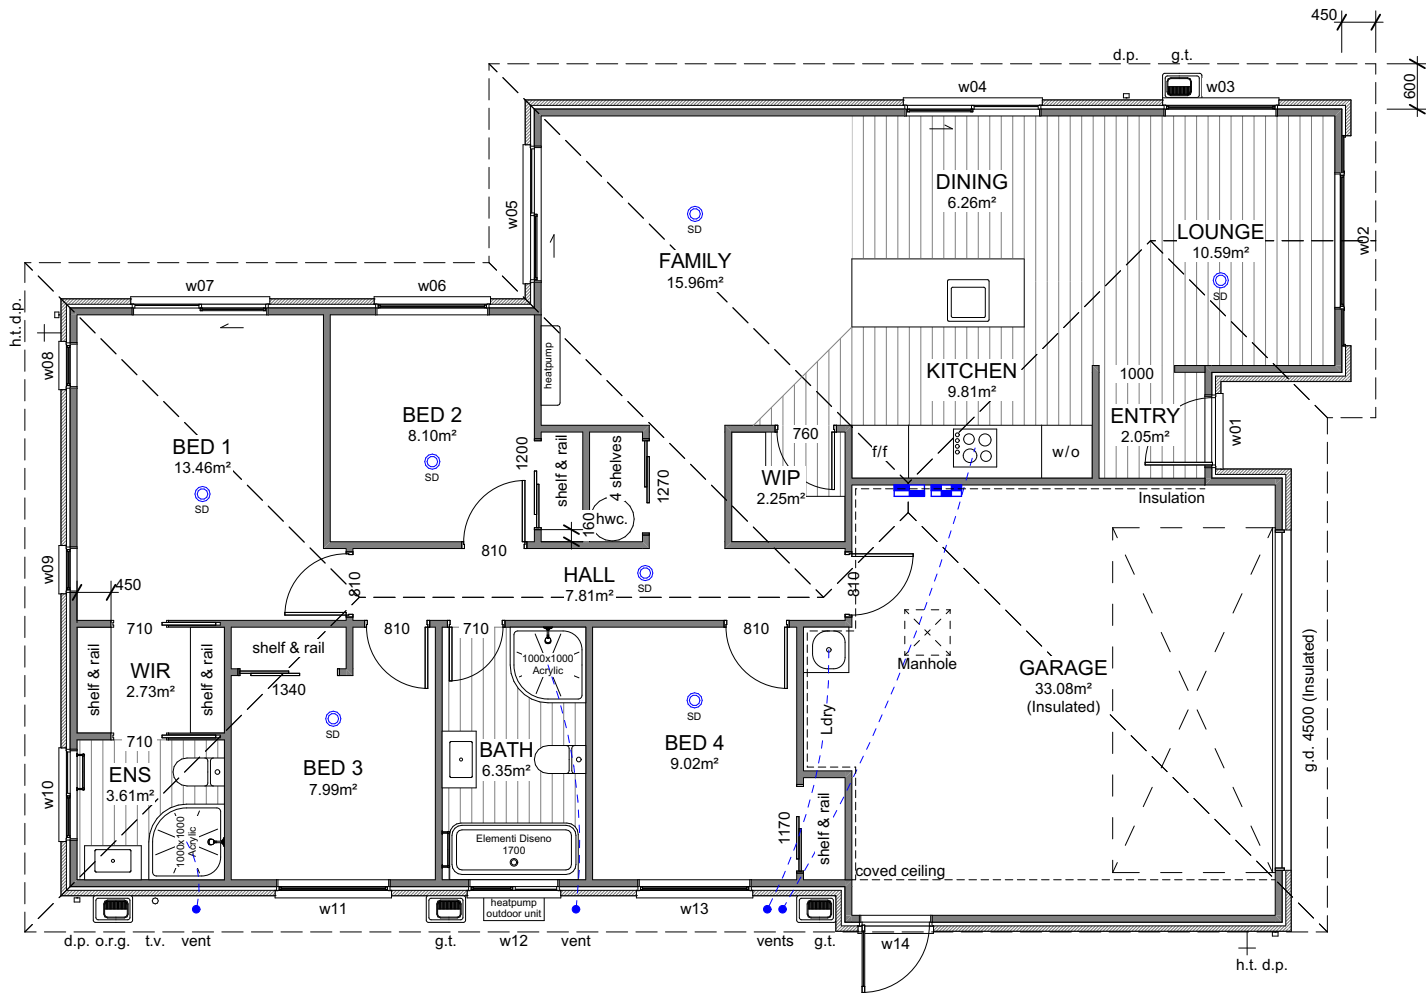 450
d.p.
g.t.
600
w04
w03
DINING
6.26m²
w05
SD
LOUNGE
10.59m²
w02
FAMILY
15.96m²
SD
w07
w06
h.t. d.p.
w08
heatpump
KITCHEN
9.81m²
1000
ENTRY
2.05m²
w01
BED 2
8.10m²
SD
BED 1
13.46m²
SD
1200
shelf & rail
4 shelves
1270
760
f/f
w/o
WIP
2.25m²
160
hwc.
Insulation
810
w09
450
810
HALL
7.81m²
SD
810
710
810
710
810
shelf & rail
shelf & rail
WIR
2.73m²
shelf & rail
1340
1000x1000
Acrylic
Manhole
GARAGE
33.08m²
(Insulated)
g.d. 4500 (Insulated)
Ldry
SD
SD
710
BED 4
9.02m²
BATH
6.35m²
BED 3
7.99m²
ENS
3.61m²
w10
1000x1000
Acrylic
Elementi Diseno
1700
1170
shelf & rail
coved ceiling
heatpump
outdoor unit
w11
w13
d.p.
o.r.g.
t.v.
vent
g.t.
w12
vent
vents
g.t.
w14
h.t.
d.p.